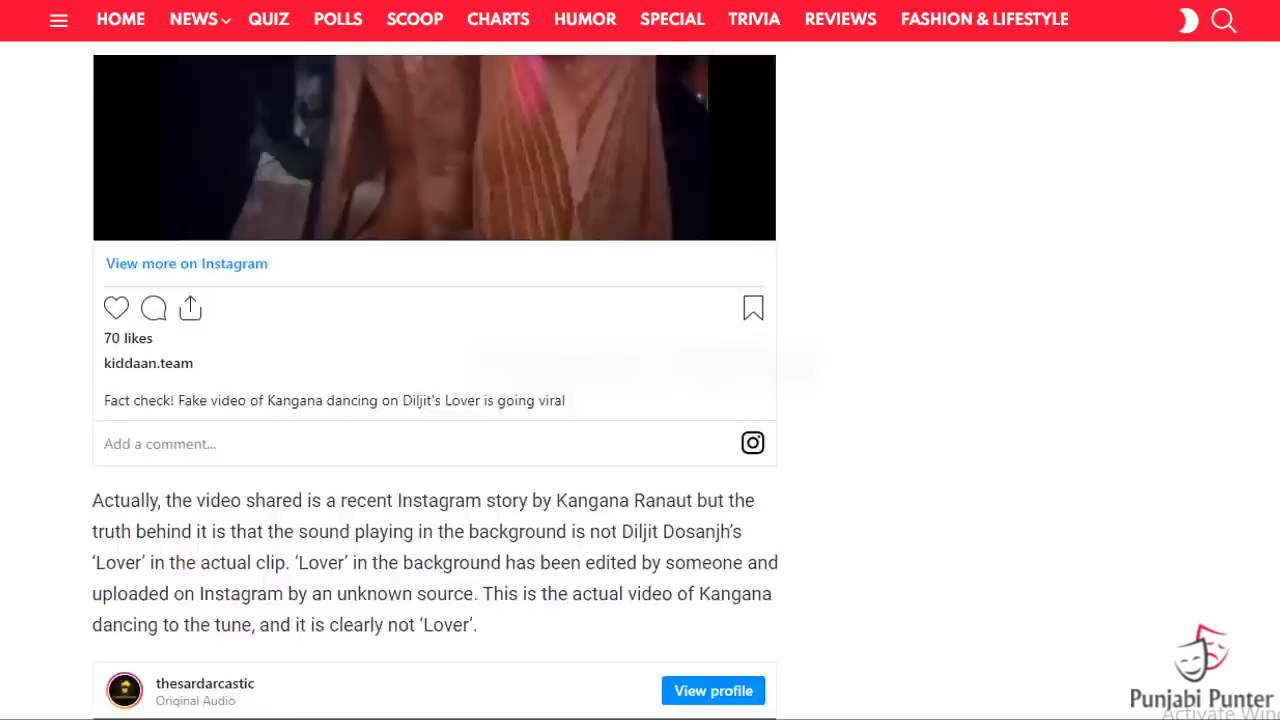 HOME NEWS QUIZ POLLS SCOOP CHARTS HUMOR SPECIAL TRIVIA REVIEWS FASHION & LIFESTYLE
View more on Instagram
70 likes
kiddaan.team
Fact check! Fake video of Kangana dancing on Diljit's Lover is going viral
Add a comment...
Actually, the video shared is a recent Instagram story by Kangana Ranaut but the
truth behind it is that the sound playing in the background is not Diljit Dosanjh’s
‘Lover’ in the actual clip. ‘Lover’ in the background has been edited by someone and
uploaded on Instagram by an unknown source. This is the actual video of Kangana
dancing to the tune, and it is clearly not ‘Lover’.
thesardarcastic
Original Audio
View profile
Punjabi Punter
Activate Win